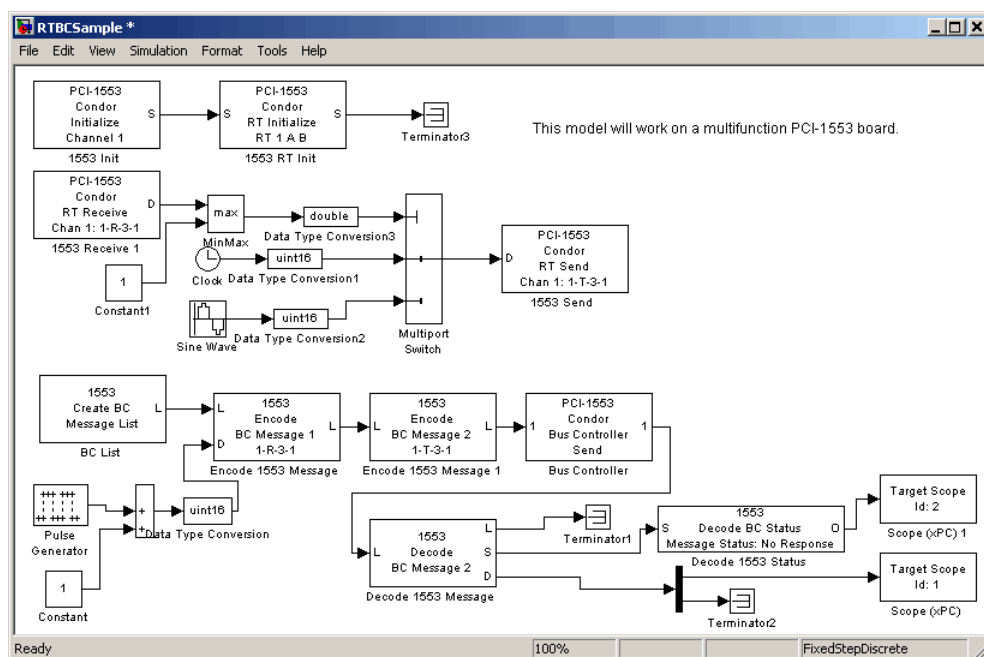 RTBCSample *
File Edit View Simulation Format Tools Help
PCI-1553
Condor
Initialize
Channel 1
S
1553 Init
S
PCI-1553
Condor
RT Initialize
RT 1 A B
S
1553 RT Init
Terminator3
This model will work on a multifunction PCI-1553 board.
PCI-1553
Condor
RT Receive
Chan 1: 1-R-3-1
D
1553 Receive 1
max
MinMax
double
Data Type Conversion3
1
Constant1
Clock
uint16
Data Type Conversion1
Sine Wave
uint16
Data Type Conversion2
Multiport
Switch
D
PCI-1553
Condor
RT Send
Chan 1: 1-T-3-1
1553 Send
1553
Create BC
Message List
L
BC List
L
D
1553
Encode
BC Message 1
1-R-3-1
L
Encode 1553 Message
L
1553
Encode
BC Message 2
1-T-3-1
L
Encode 1553 Message 1
1
PCI-1553
Condor
Bus Controller
Send
1
Bus Controller
Pulse
Generator
+
+
uint16
Data Type Conversion
1
Constant
L
1553
Decode
BC Message 2
L
S
D
Decode 1553 Message
Terminator1
S
1553
Decode BC Status
Message Status: No Response
O
Decode 1553 Status
Target Scope
Id: 2
Scope (xPC) 1
Target Scope
Id: 1
Scope (xPC)
Terminator2
Ready
100%
FixedStepDiscrete